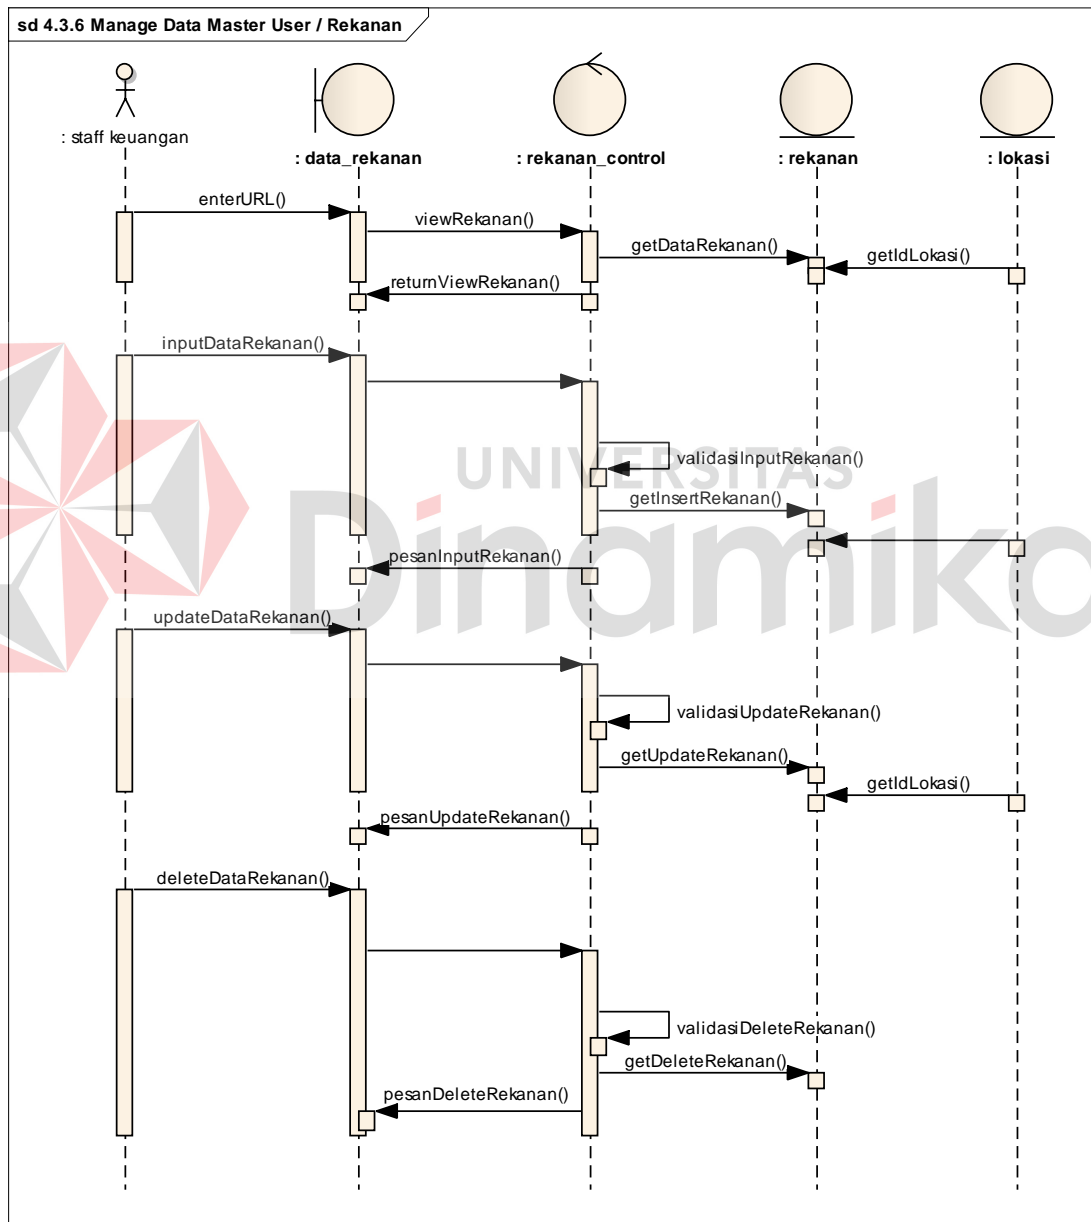 sd 4.3.6 Manage Data Master User / Rekanan
: staff keuangan
: data_rekanan
: rekanan_control
: rekanan
: lokasi
enterURL()
viewRekanan()
getDataRekanan()
getIdLokasi()
returnViewRekanan()
inputDataRekanan()
validasiInputRekanan()
UNIVERSITAS
getInsertRekanan()
Dinamika
pesanInputRekanan()
updateDataRekanan()
validasiUpdateRekanan()
getUpdateRekanan()
getIdLokasi()
pesanUpdateRekanan()
deleteDataRekanan()
validasiDeleteRekanan()
getDeleteRekanan()
pesanDeleteRekanan()